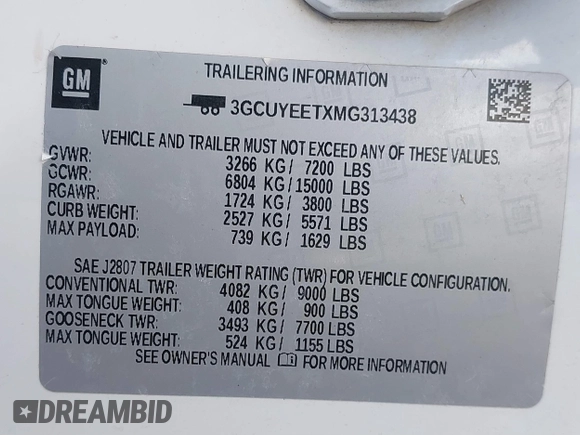 GM
TRAILERING INFORMATION
3GCUYEETXMG313438
VEHICLE AND TRAILER MUST NOT EXCEED ANY OF THESE VALUES.
GVWR: 3266 KG/ 7200 LBS
GCWR: 6804 KG/15000 LBS
RGAWR: 1724 KG/ 3800 LBS
CURB WEIGHT: 2527 KG/ 5571 LBS
MAX PAYLOAD: 739 KG/ 1629 LBS
SAE J2807 TRAILER WEIGHT RATING (TWR) FOR VEHICLE CONFIGURATION.
CONVENTIONAL TWR: 4082 KG/ 9000 LBS
MAX TONGUE WEIGHT: 408 KG/ 900 LBS
GOOSENECK TWR: 3493 KG/ 7700 LBS
MAX TONGUE WEIGHT: 524 KG/ 1155 LBS
SEE OWNER'S MANUAL FOR MORE INFORMATION
DREAMBID